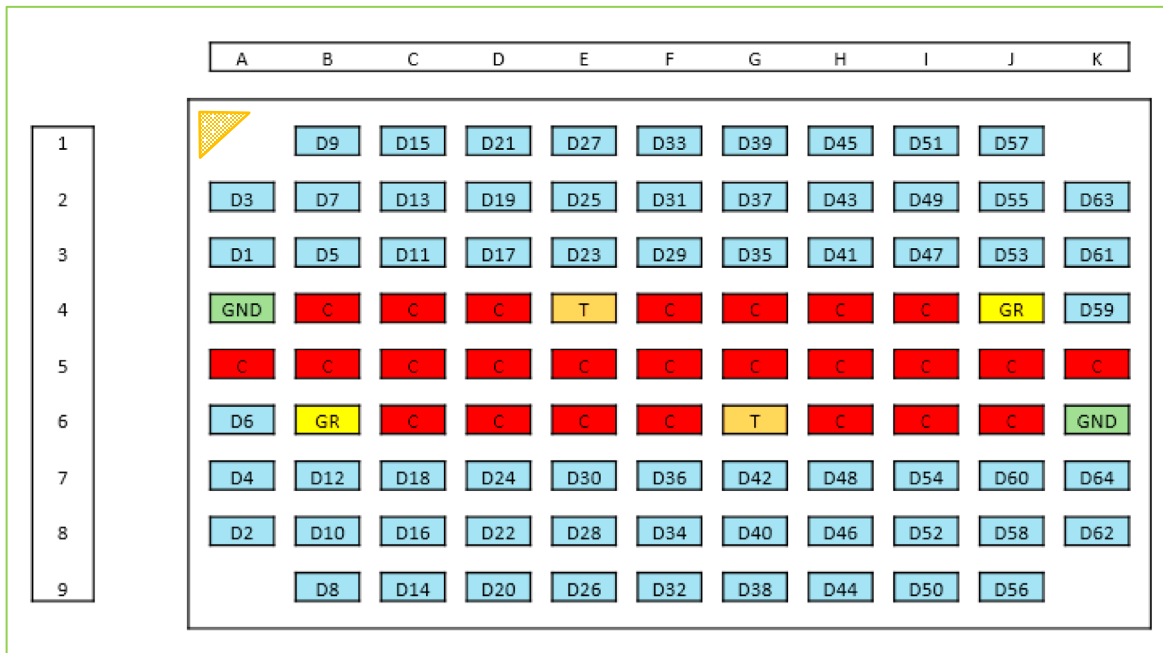 A B C D E F G H I J K
1 D9 D15 D21 D27 D33 D39 D45 D51 D57
2 D3 D7 D13 D19 D25 D31 D37 D43 D49 D55 D63
3 D1 D5 D11 D17 D23 D29 D35 D41 D47 D53 D61
4 GND C C C T C C C C GR D59
5 C C C C C C C C C C C
6 D6 GR C C C C T C C C GND
7 D4 D12 D18 D24 D30 D36 D42 D48 D54 D60 D64
8 D2 D10 D16 D22 D28 D34 D40 D46 D52 D58 D62
9 D8 D14 D20 D26 D32 D38 D44 D50 D56